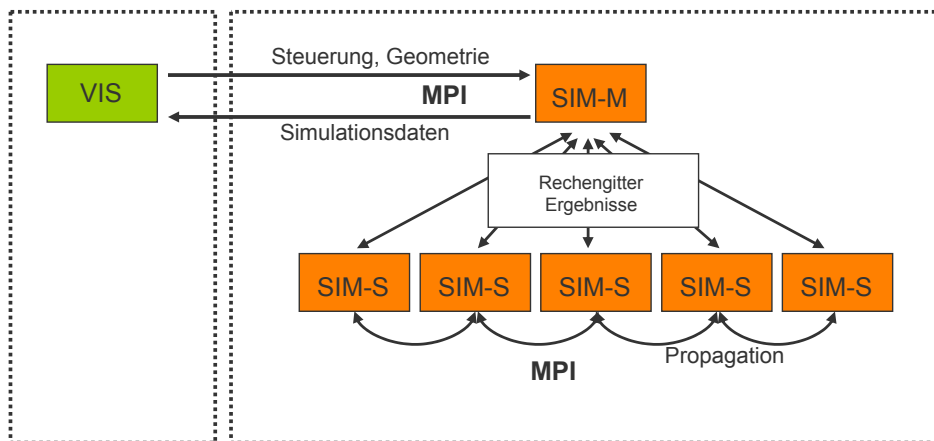 Steuerung, Geometrie
VIS
MPI
SIM-M
Simulationsdaten
Rechengitter
Ergebnisse
SIM-S
SIM-S
SIM-S
SIM-S
SIM-S
Propagation
MPI